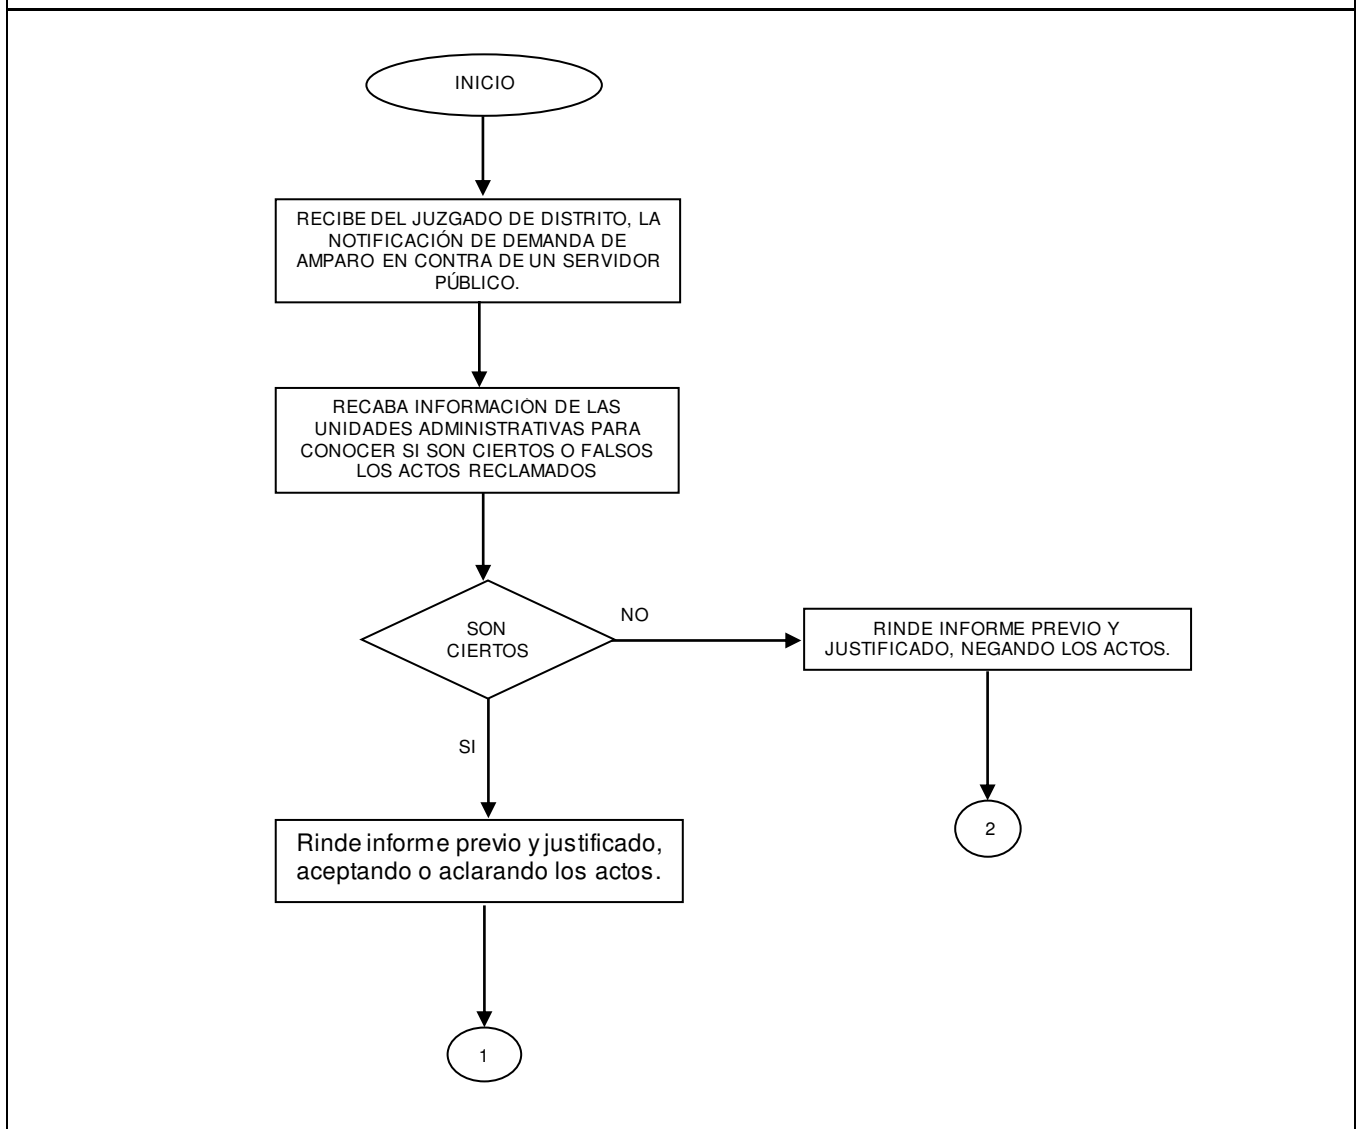 INICIO
RECIBE DEL JUZGADO DE DISTRITO, LA
NOTIFICACIÓN DE DEMANDA DE
AMPARO EN CONTRA DE UN SERVIDOR
PÚBLICO.
RECABA INFORMACIÓN DE LAS
UNIDADES ADMINISTRATIVAS PARA
CONOCER SI SON CIERTOS O FALSOS
LOS ACTOS RECLAMADOS
SON
CIERTOS
NO
RINDE INFORME PREVIO Y
JUSTIFICADO, NEGANDO LOS ACTOS.
SI
2
Rinde informe previo y justificado,
aceptando o aclarando los actos.
1